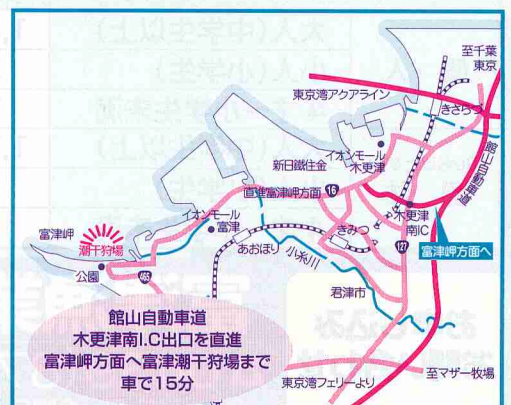 至千葉
東京
東京湾アクアライン
きさらづ
イオンモール
木更津
新日鐵住金
館山自動車道
直進富津岬方面
16
イオンモール
富津
木更津
南IC
富津岬
潮干狩場
きみつ
あおほり
小糸川
127
富津岬方面へ
公園
465
君津市
館山自動車道
木更津南I.C出口を直進
富津岬方面へ富津潮干狩場まで
車で15分
東京湾フェリーより
至マザー牧場